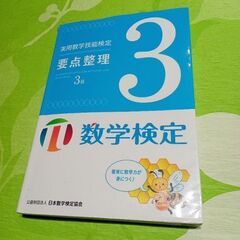 実用数学技能検定
要点整理
3級
3
数学検定
着実に数学力が
身につく!
公益財団法人 日本数学検定協会